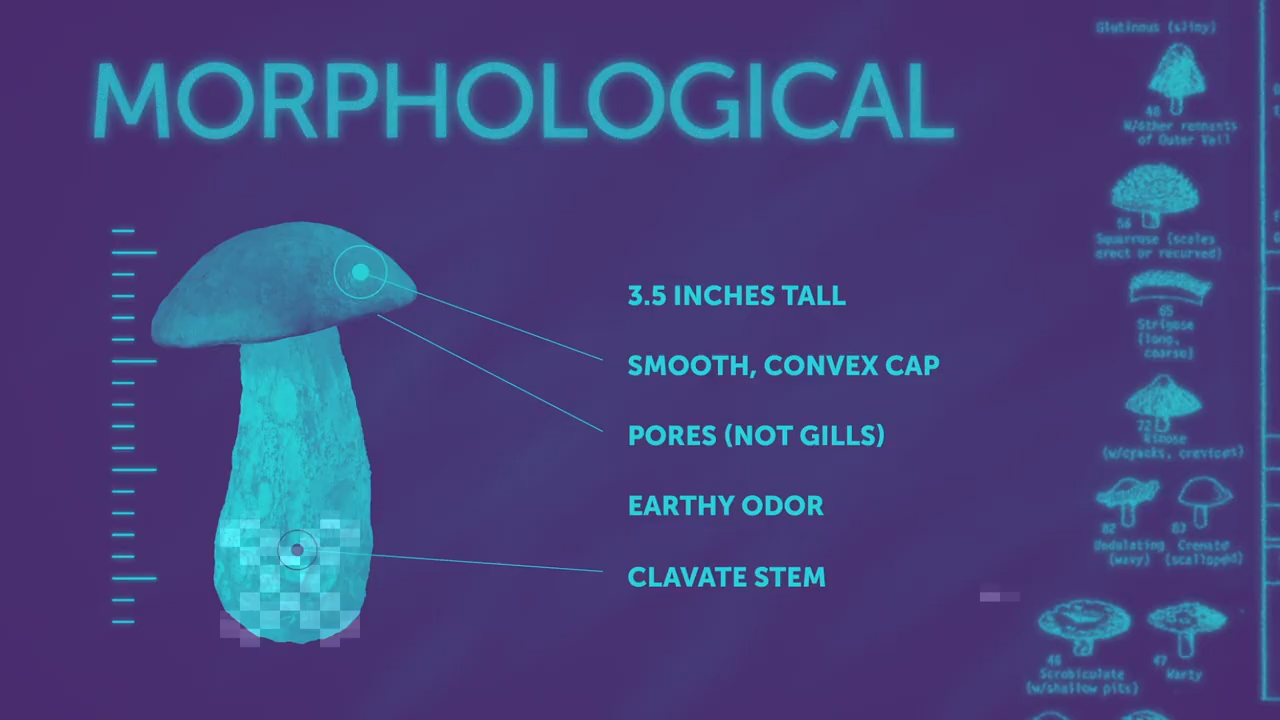 MORPHOLOGICAL
3.5 INCHES TALL
SMOOTH, CONVEX CAP
PORES (NOT GILLS)
EARTHY ODOR
CLAVATE STEM
Glutinous (slimy)
48
W/Other remnants
of Outer Veil
56
Squarrose (scales
erect or recurved)
65
Strigose
(long,
coarse)
72
Rimose
(w/cracks, crevices)
82
83
Undulating
(wavy)
Crenate
(scalloped)
46
Scrobiculate
(w/shallow pits)
47
Warty